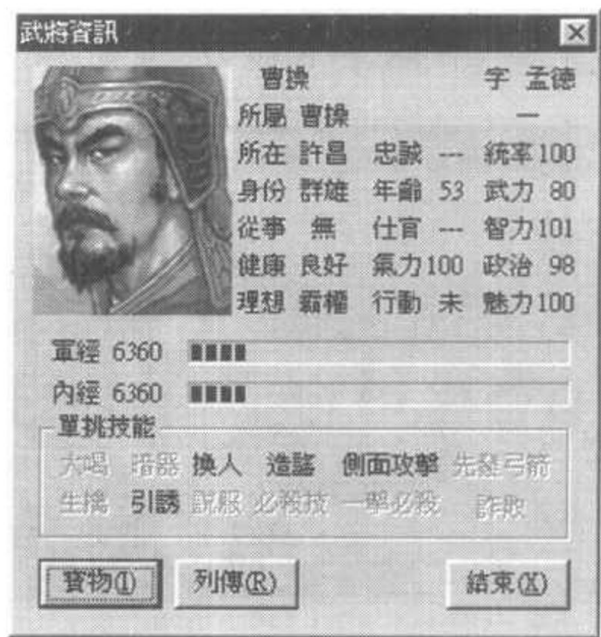 武將資訊
曹操 字 孟德
所屬 曹操 —
所在 許昌 忠誠 --- 統率 100
身份 群雄 年齡 53 武力 80
從事 無 仕官 --- 智力 101
健康 良好 氣力 100 政治 98
理想 霸權 行動 未 魅力 100
軍經 6360
內經 6360
單挑技能
大喝 暗器 換人 造謠 側面攻擊 先發弓箭
生擒 引誘 說服 必殺技 一擊必殺 詐敗
寶物(I) 列傳(R) 結束(X)